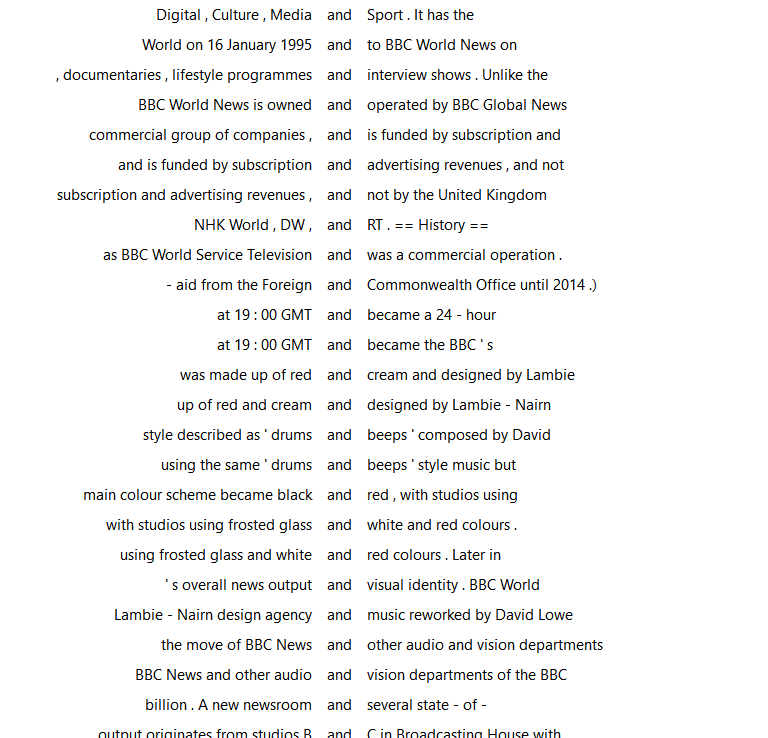 Digital , Culture , Media and Sport . It has the
World on 16 January 1995 and to BBC World News on
, documentaries , lifestyle programmes and interview shows . Unlike the
BBC World News is owned and operated by BBC Global News
commercial group of companies , and is funded by subscription and
and is funded by subscription and advertising revenues , and not
subscription and advertising revenues , and not by the United Kingdom
NHK World , DW , and RT . == History ==
as BBC World Service Television and was a commercial operation .
- aid from the Foreign and Commonwealth Office until 2014 .)
at 19 : 00 GMT and became a 24 - hour
at 19 : 00 GMT and became the BBC ' s
was made up of red and cream and designed by Lambie
up of red and cream and designed by Lambie - Nairn
style described as ' drums and beeps ' composed by David
using the same ' drums and beeps ' style music but
main colour scheme became black and red , with studios using
with studios using frosted glass and white and red colours .
using frosted glass and white and red colours . Later in
' s overall news output and visual identity . BBC World
Lambie - Nairn design agency and music reworked by David Lowe
the move of BBC News and other audio and vision departments
BBC News and other audio and vision departments of the BBC
billion . A new newsroom and several state - of -
output originates from studios B and C in Broadcasting House with